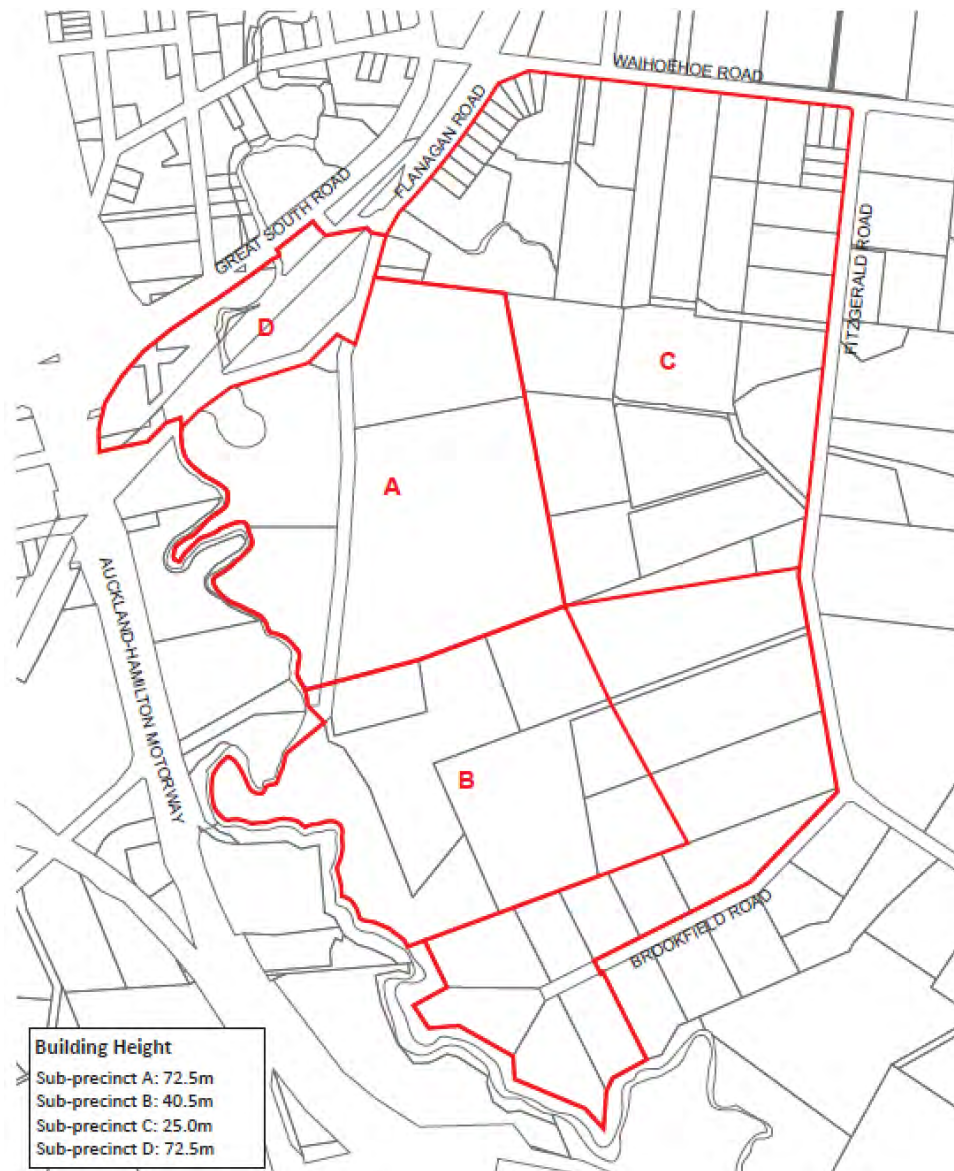 WAIHOEHOE ROAD
FLANAGAN ROAD
GREAT SOUTH ROAD
FITZGERALD ROAD
D
C
A
AUCKLAND-HAMILTON MOTORWAY
B
BROOKFIELD ROAD
Building Height
Sub-precinct A: 72.5m
Sub-precinct B: 40.5m
Sub-precinct C: 25.0m
Sub-precinct D: 72.5m